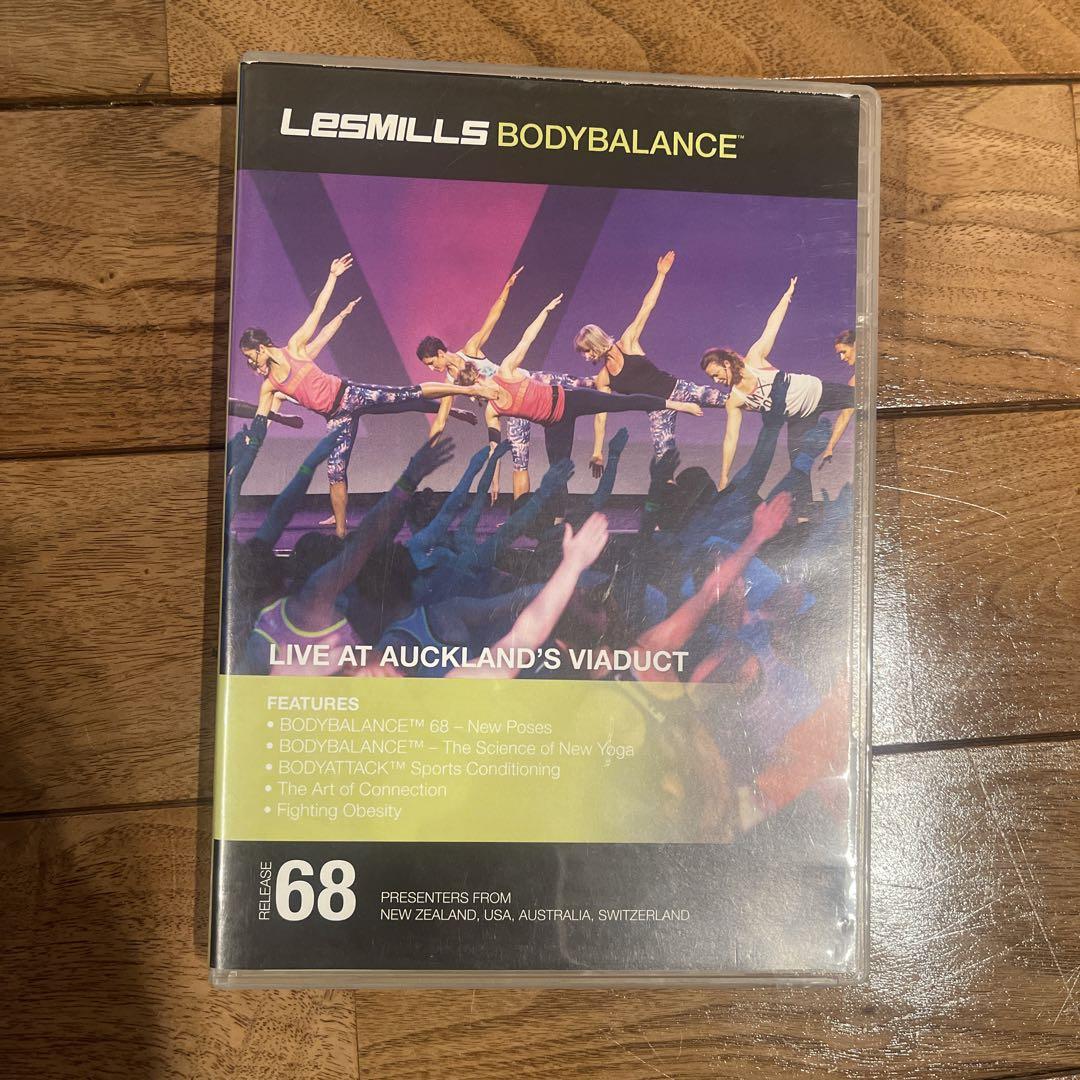 LESMILLS BODYBALANCE™
LIVE AT AUCKLAND'S VIADUCT
FEATURES
• BODYBALANCE™ 68 – New Poses
• BODYBALANCE™ – The Science of New Yoga
• BODYATTACK™ Sports Conditioning
• The Art of Connection
• Fighting Obesity
RELEASE 68
PRESENTERS FROM
NEW ZEALAND, USA, AUSTRALIA, SWITZERLAND